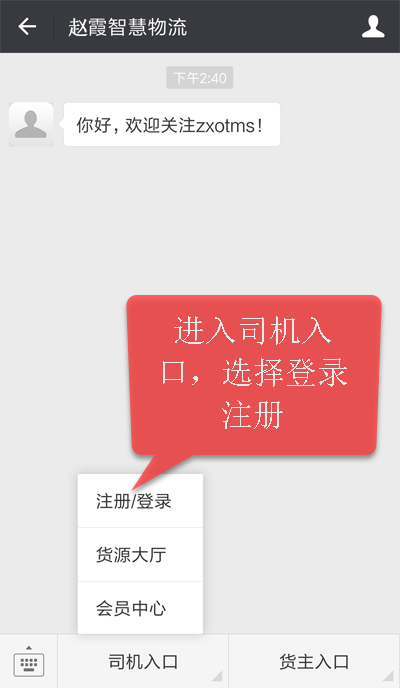 赵霞智慧物流
下午2:40
你好，欢迎关注zxotms！
进入司机入
口，选择登录
注册
注册/登录
货源大厅
会员中心
司机入口
货主入口